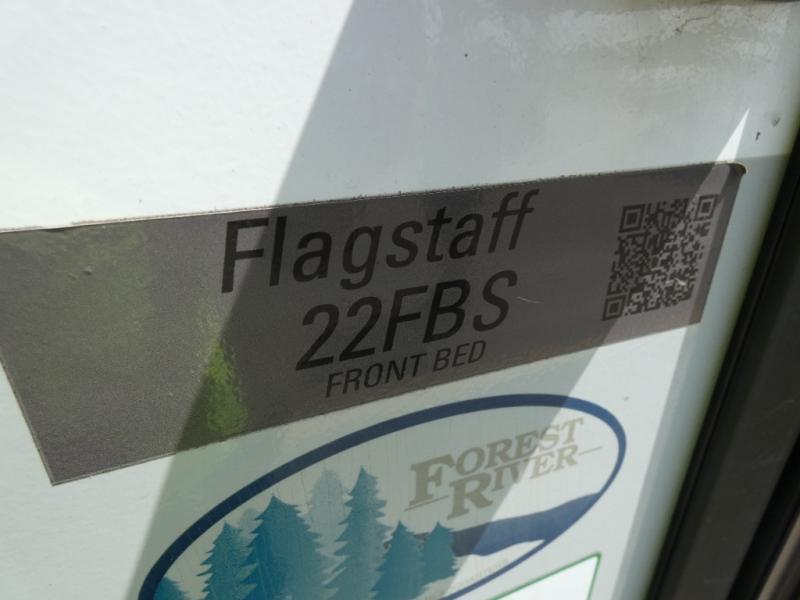 Flagstaff
22FBS
FRONT BED
FOREST
RIVER